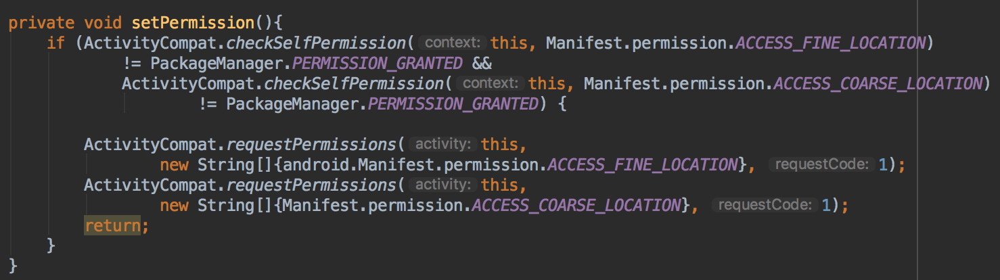 private void setPermission(){
if (ActivityCompat.checkSelfPermission( context: this, Manifest.permission.ACCESS_FINE_LOCATION)
!= PackageManager.PERMISSION_GRANTED &&
ActivityCompat.checkSelfPermission( context: this, Manifest.permission.ACCESS_COARSE_LOCATION)
!= PackageManager.PERMISSION_GRANTED) {
ActivityCompat.requestPermissions( activity: this,
new String[]{android.Manifest.permission.ACCESS_FINE_LOCATION}, requestCode: 1);
ActivityCompat.requestPermissions( activity: this,
new String[]{Manifest.permission.ACCESS_COARSE_LOCATION}, requestCode: 1);
return;
}
}